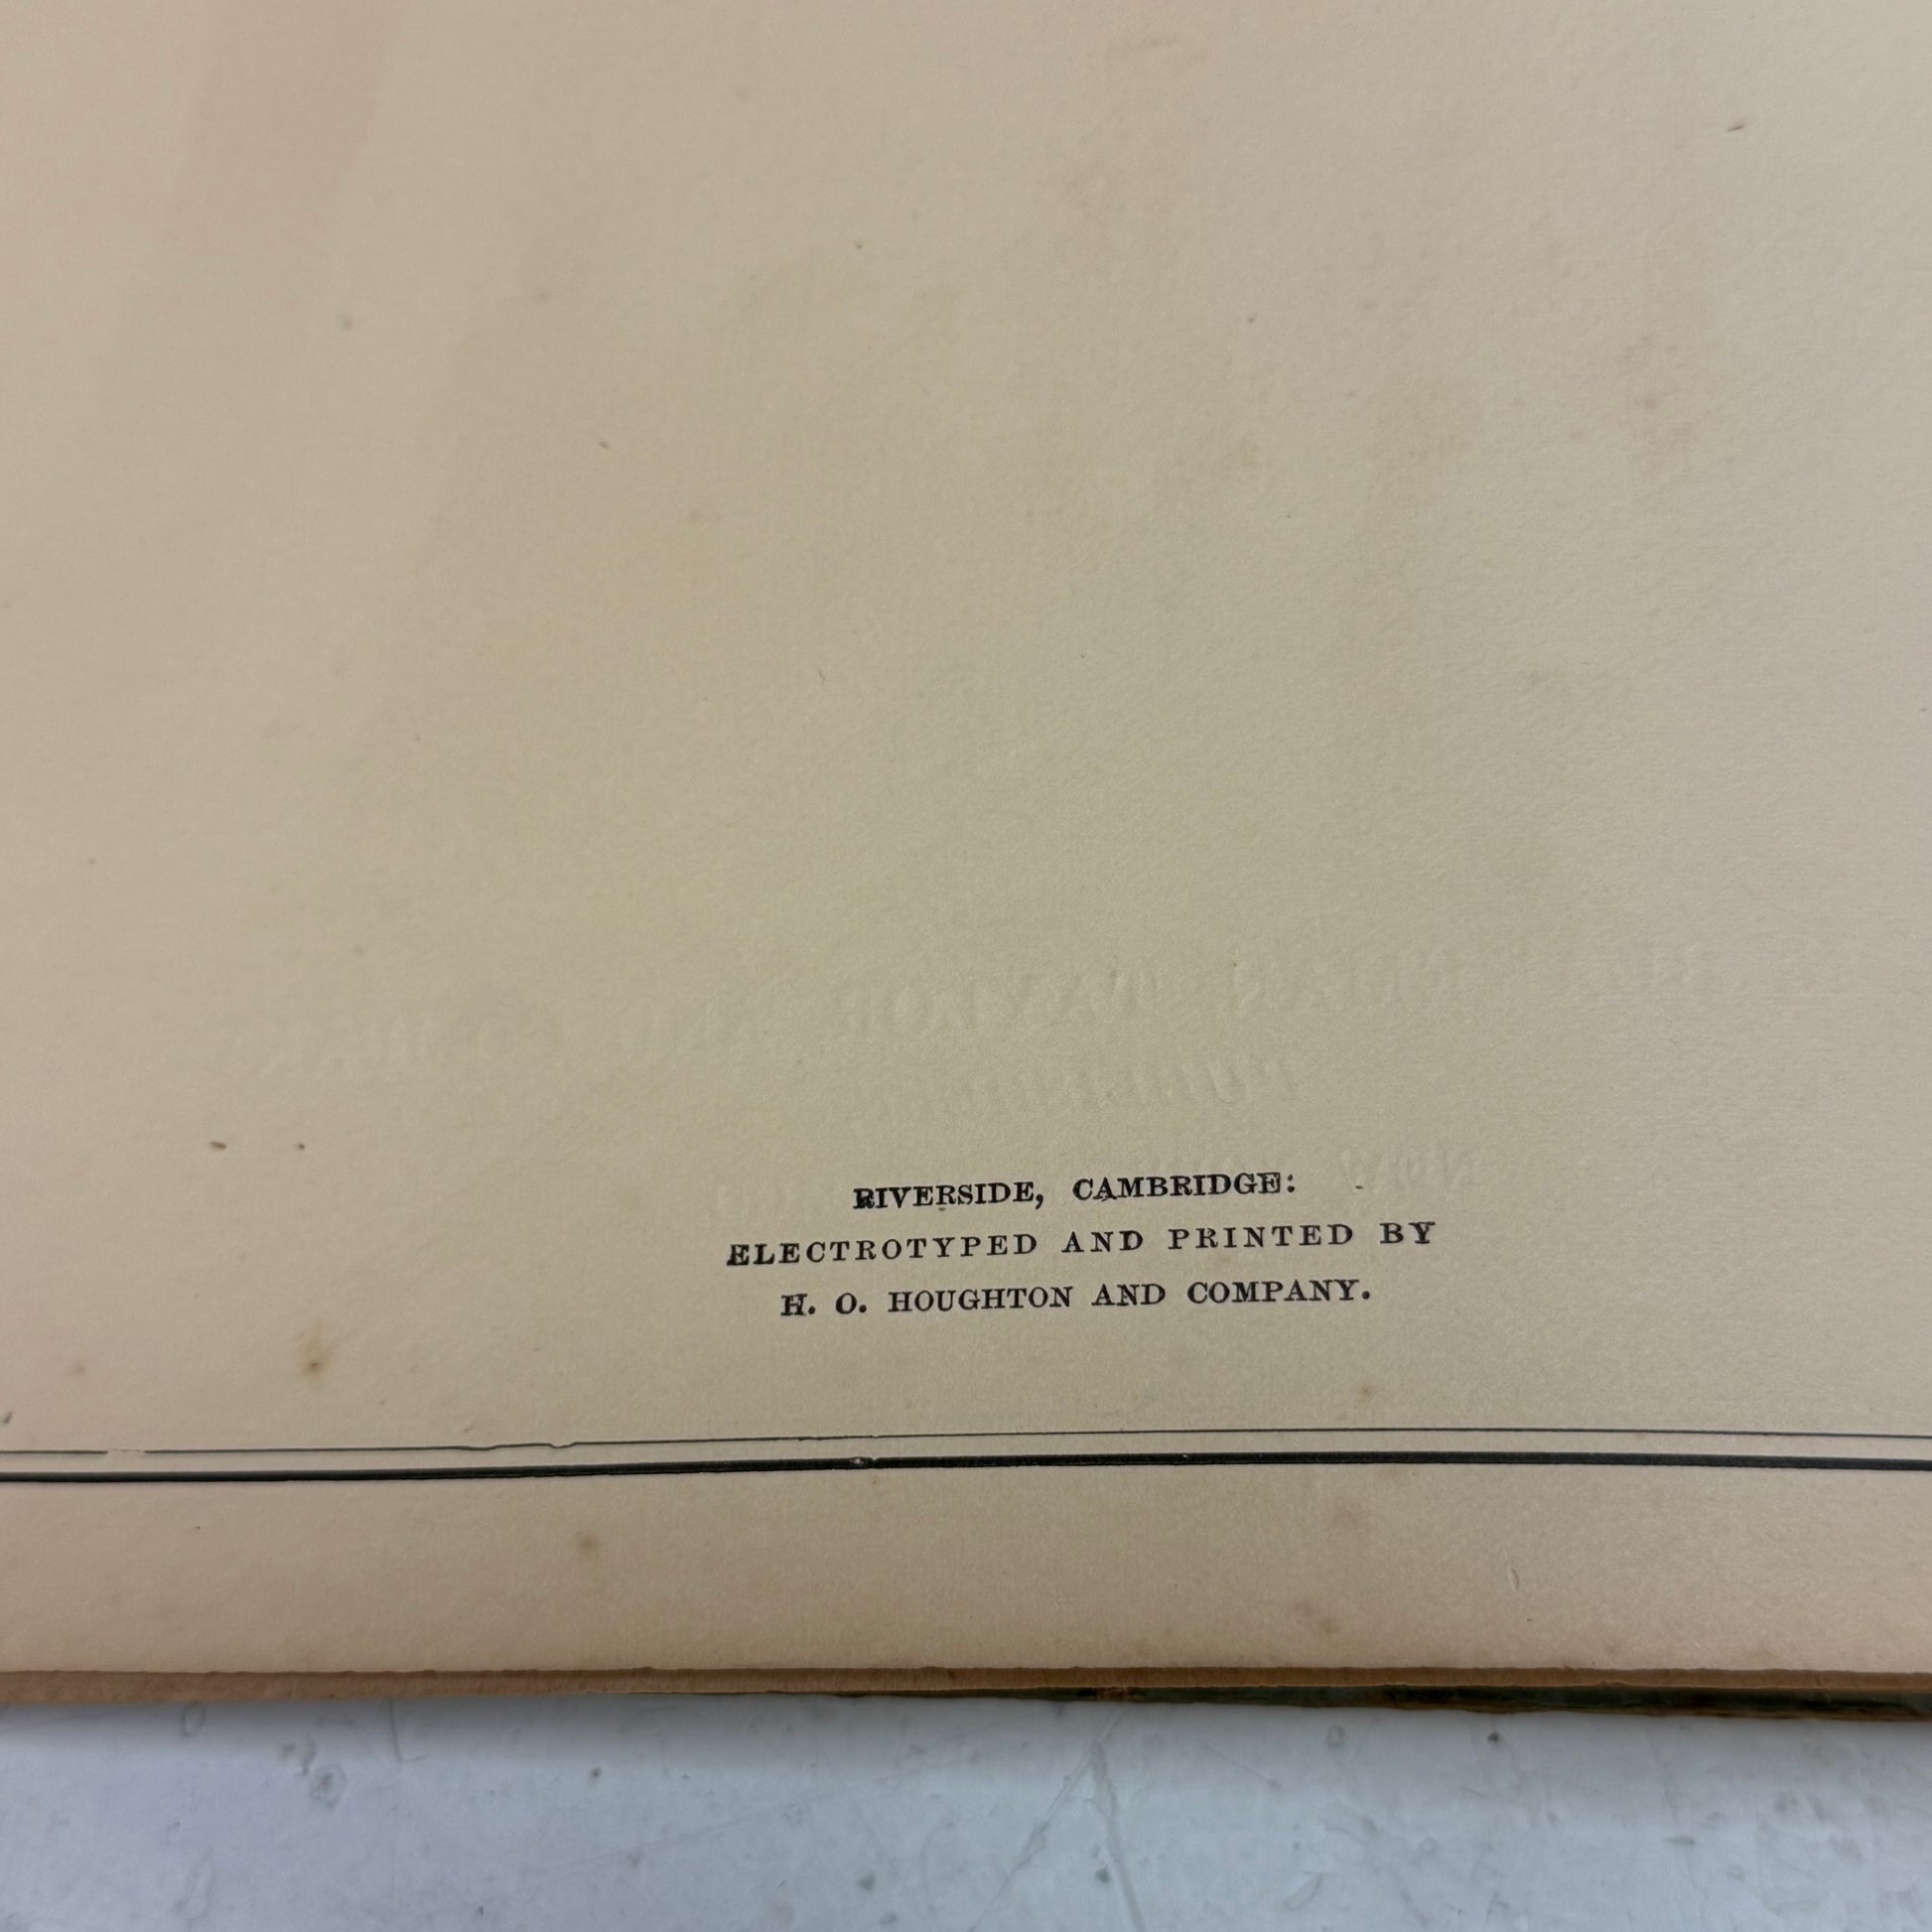 RIVERSIDE, CAMBRIDGE:
ELECTROTYPED AND PRINTED BY
H. O. HOUGHTON AND COMPANY.